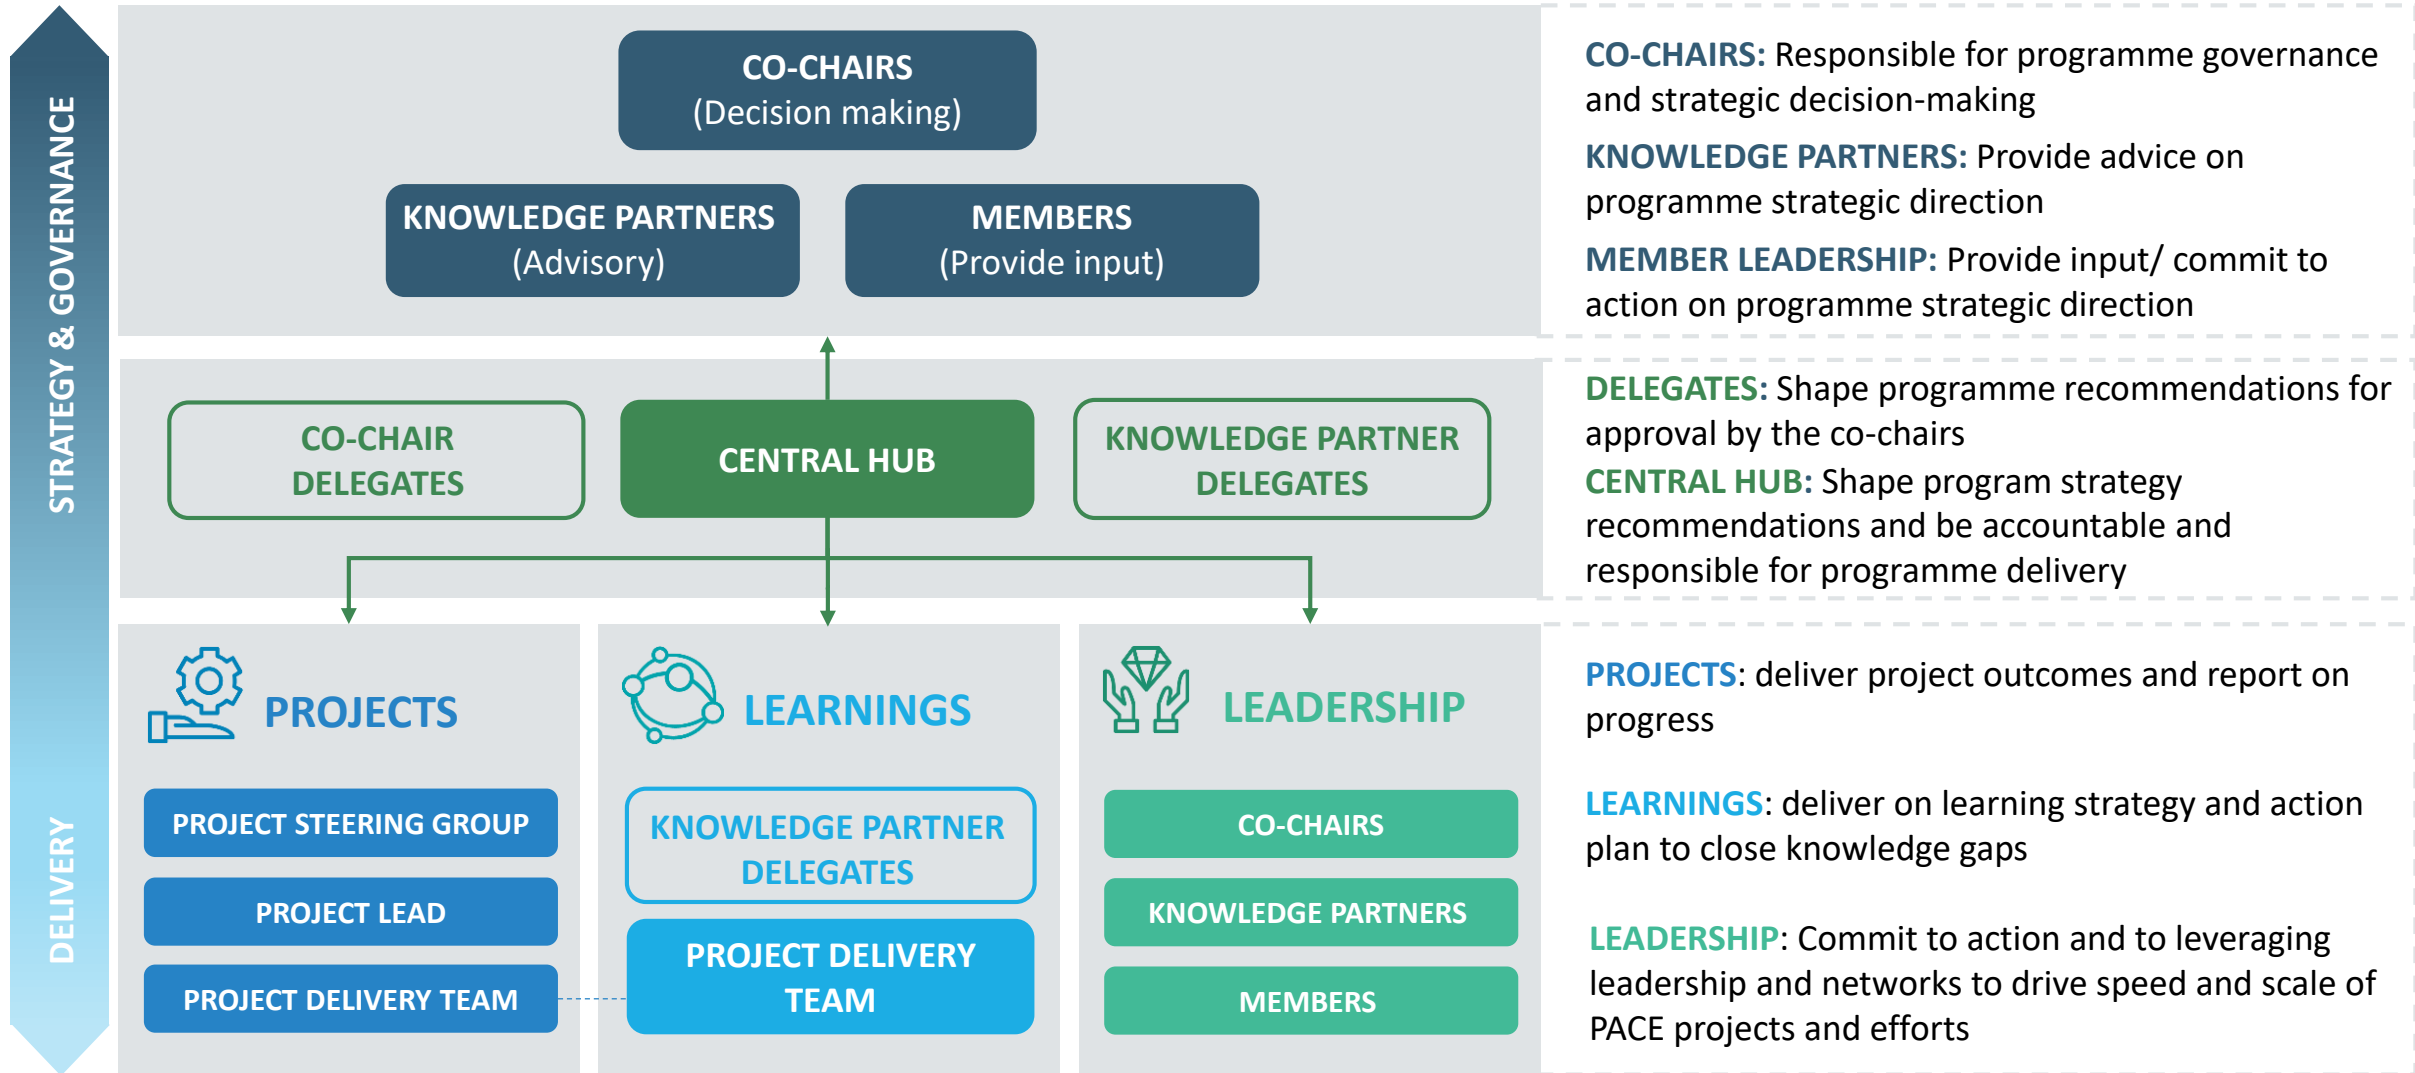 STRATEGY & GOVERNANCE
DELIVERY
CO-CHAIRS
(Decision making)
KNOWLEDGE PARTNERS
(Advisory)
MEMBERS
(Provide input)
CO-CHAIRS: Responsible for programme governance
and strategic decision-making
KNOWLEDGE PARTNERS: Provide advice on
programme strategic direction
MEMBER LEADERSHIP: Provide input/ commit to
action on programme strategic direction
CO-CHAIR
DELEGATES
CENTRAL HUB
KNOWLEDGE PARTNER
DELEGATES
DELEGATES: Shape programme recommendations for
approval by the co-chairs
CENTRAL HUB: Shape program strategy
recommendations and be accountable and
responsible for programme delivery
PROJECTS
PROJECT STEERING GROUP
PROJECT LEAD
PROJECT DELIVERY TEAM
LEARNINGS
KNOWLEDGE PARTNER
DELEGATES
PROJECT DELIVERY
TEAM
LEADERSHIP
CO-CHAIRS
KNOWLEDGE PARTNERS
MEMBERS
PROJECTS: deliver project outcomes and report on
progress
LEARNINGS: deliver on learning strategy and action
plan to close knowledge gaps
LEADERSHIP: Commit to action and to leveraging
leadership and networks to drive speed and scale of
PACE projects and efforts